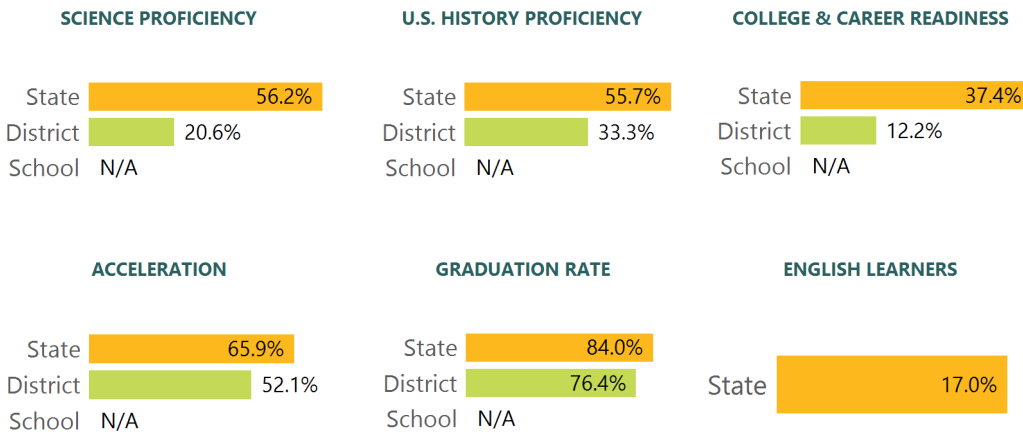 SCIENCE PROFICIENCY
State 56.2%
District 20.6%
School N/A
U.S. HISTORY PROFICIENCY
State 55.7%
District 33.3%
School N/A
COLLEGE & CAREER READINESS
State 37.4%
District 12.2%
School N/A
ACCELERATION
State 65.9%
District 52.1%
School N/A
GRADUATION RATE
State 84.0%
District 76.4%
School N/A
ENGLISH LEARNERS
State 17.0%